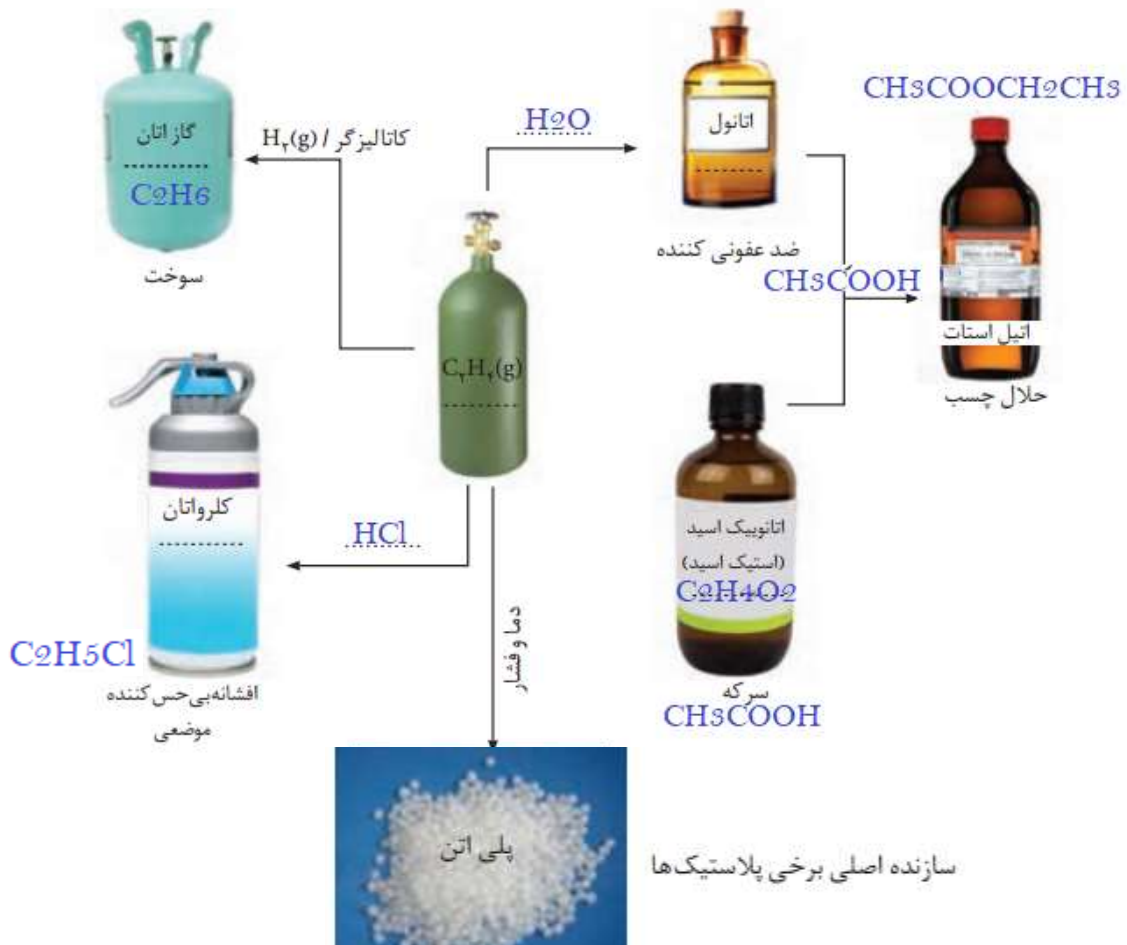 گاز اتان
-----------
C2H6
سوخت
H₂(g) / کاتالیزگر
H2O
اتانول
--------
ضد عفونی کننده
CH3COOCH2CH3
CH3COOH
اتیل استات
حلال چسب
C۲H۴(g)
-----------
کلرواتان
-----------
HCl
C2H5Cl
افشانه‌بی‌حس‌کننده
موضعی
دما و فشار
اتانوییک اسید
(استیک اسید)
C2H4O2
سرکه
CH3COOH
پلی اتن
سازنده اصلی برخی پلاستیک‌ها